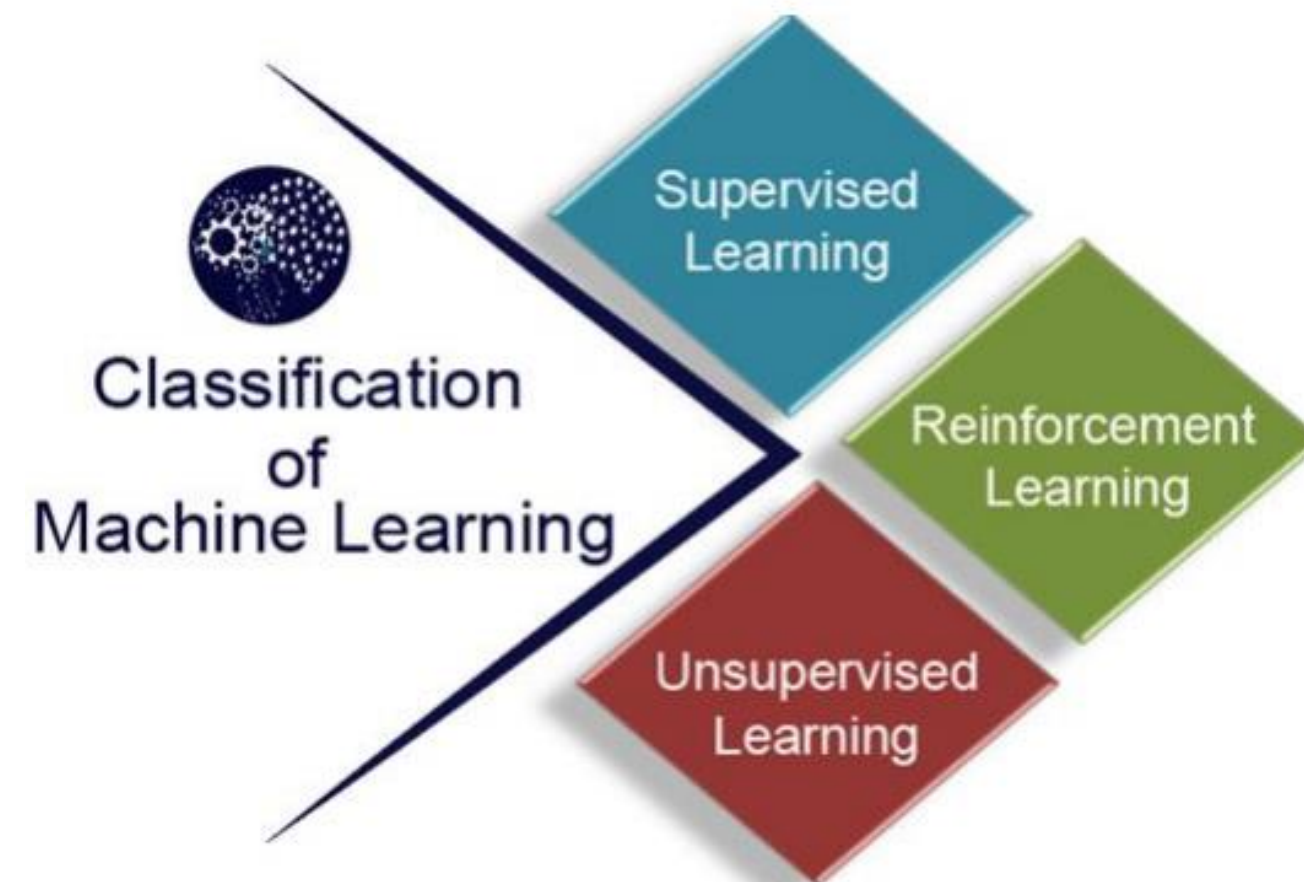 Classification
of
Machine Learning
Supervised
Learning
Reinforcement
Learning
Unsupervised
Learning